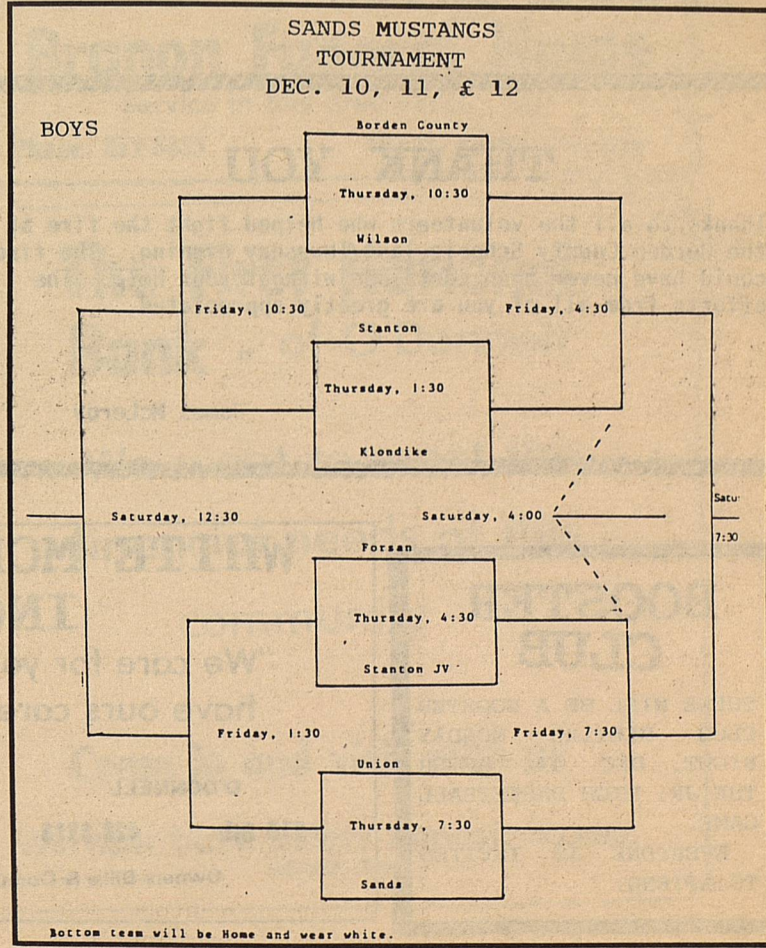 SANDS MUSTANGS
TOURNAMENT
DEC. 10, 11, £ 12
BOYS
Borden County
Thursday, 10:30
Wilson
Friday, 10:30
Stanton
Friday, 4:30
Thursday, 1:30
Klondike
Saturday, 12:30
Saturday, 4:00
Satu
7:30
Forsan
Thursday, 4:30
Stanton JV
Friday, 1:30
Friday, 7:30
Union
Thursday, 7:30
Sands
Bottom team will be Home and wear white.